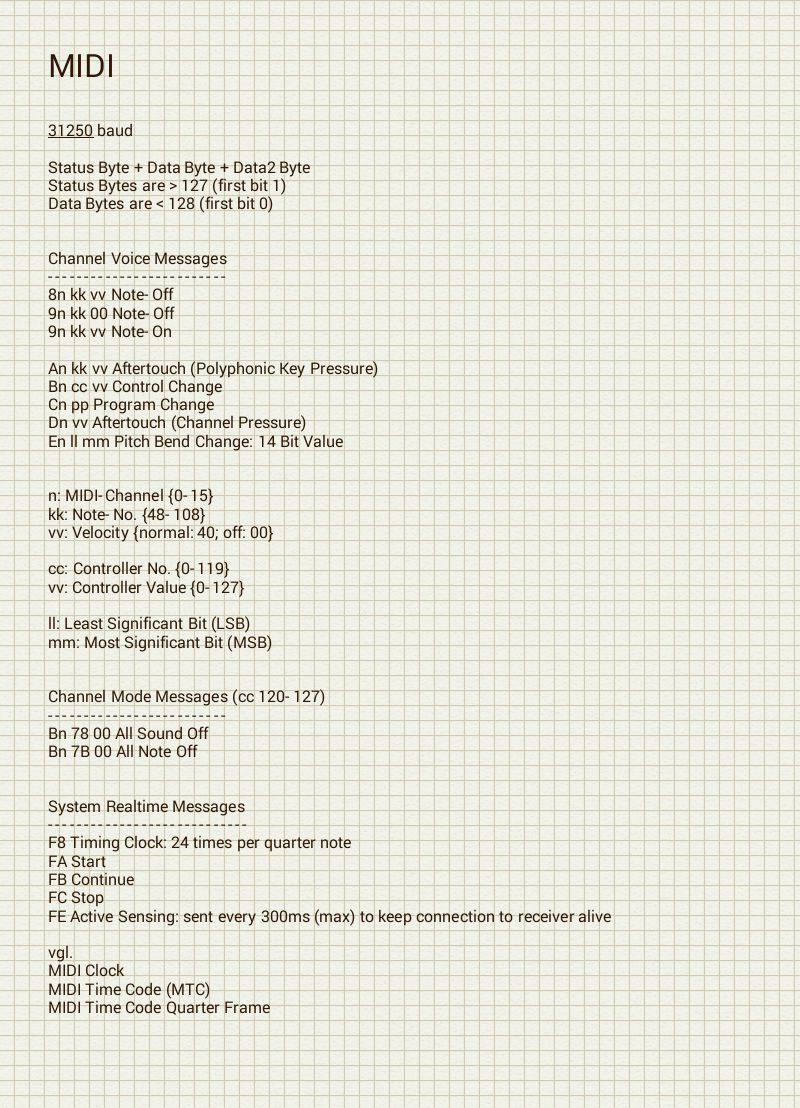 MIDI
31250 baud
Status Byte + Data Byte + Data2 Byte
Status Bytes are > 127 (first bit 1)
Data Bytes are < 128 (first bit 0)
Channel Voice Messages
-------------------------
8n kk vv Note-Off
9n kk 00 Note-Off
9n kk vv Note-On
An kk vv Aftertouch (Polyphonic Key Pressure)
Bn cc vv Control Change
Cn pp Program Change
Dn vv Aftertouch (Channel Pressure)
En ll mm Pitch Bend Change: 14 Bit Value
n: MIDI-Channel {0-15}
kk: Note-No. {48-108}
vv: Velocity {normal: 40; off: 00}
cc: Controller No. {0-119}
vv: Controller Value {0-127}
ll: Least Significant Bit (LSB)
mm: Most Significant Bit (MSB)
Channel Mode Messages (cc 120-127)
-------------------------
Bn 78 00 All Sound Off
Bn 7B 00 All Note Off
System Realtime Messages
----------------------------
F8 Timing Clock: 24 times per quarter note
FA Start
FB Continue
FC Stop
FE Active Sensing: sent every 300ms (max) to keep connection to receiver alive
vgl.
MIDI Clock
MIDI Time Code (MTC)
MIDI Time Code Quarter Frame